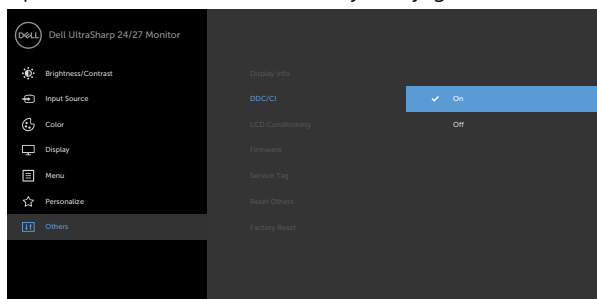 DELL
Dell UltraSharp 24/27 Monitor
Brightness/Contrast
Input Source
Color
Display
Menu
Personalize
Others
Display Info
DDC/CI
LCD Conditioning
Firmware
Service Tag
Reset Others
Factory Reset
On
Off